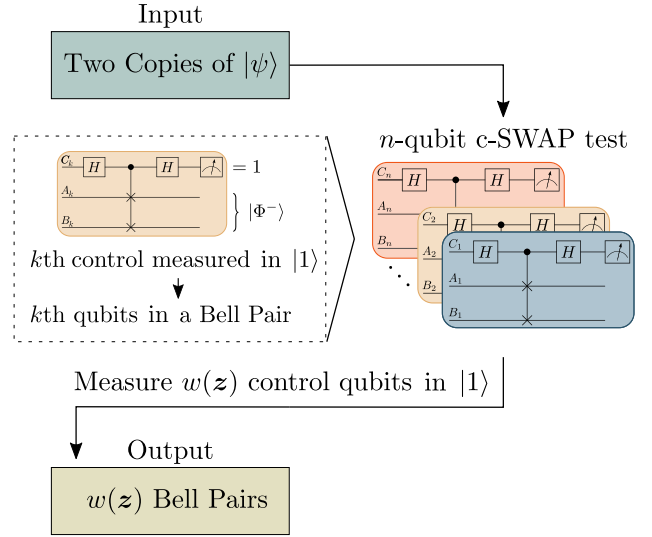 Input
Two Copies of |ψ⟩
n-qubit c-SWAP test
C_k H H = 1
A_k
B_k
|Φ⁻⟩
kth control measured in |1⟩
kth qubits in a Bell Pair
C_n H H
A_n
B_n
C_2 H H
A_2
B_2
C_1 H H
A_1
B_1
Measure w(z) control qubits in |1⟩
Output
w(z) Bell Pairs